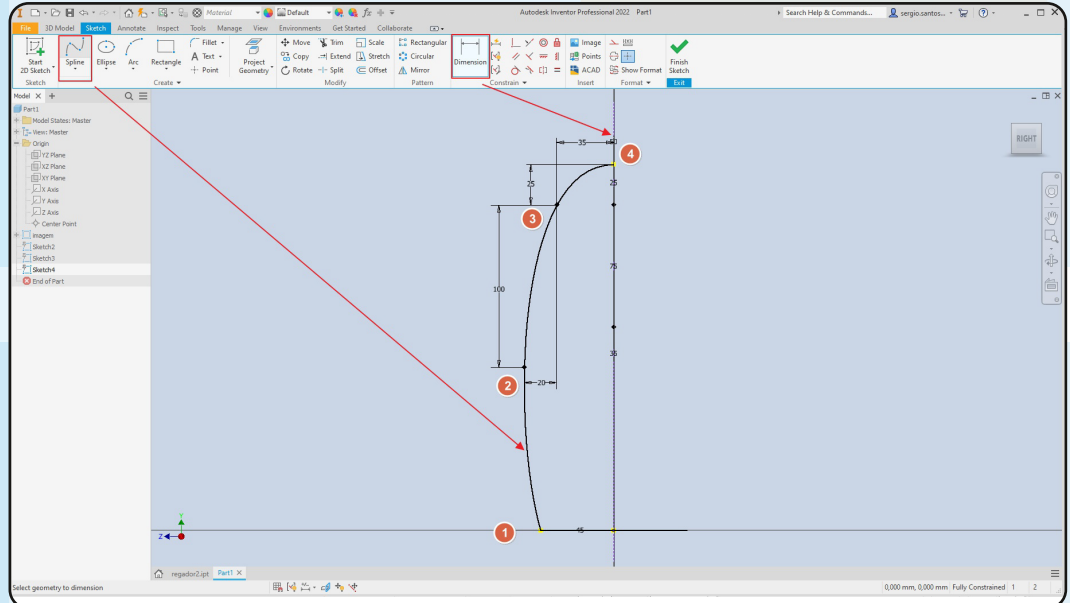 Material Default Autodesk Inventor Professional 2022 Part1 Search Help & Commands... sergio.santos...
File 3D Model Sketch Annotate Inspect Tools Manage View Environments Get Started Collaborate
Start 2D Sketch
Spline
Ellipse
Arc
Rectangle
Fillet
A Text
Point
Project Geometry
Move Trim Scale
Copy Extend Stretch
Rotate Split Offset
Rectangular
Circular
Mirror
Dimension
Image
Points
ACAD
Show Format
Finish Sketch
Sketch Create Modify Pattern Constrain Insert Format Exit
Model
Part1
Model States: Master
View: Master
Origin
YZ Plane
XZ Plane
XY Plane
X Axis
Y Axis
Z Axis
Center Point
imagem
Sketch2
Sketch3
Sketch4
End of Part
RIGHT
35
4
25
25
3
75
100
35
2
20
1
Y
Z
regador2.ipt Part1
Select geometry to dimension
0,000 mm, 0,000 mm Fully Constrained 1 2